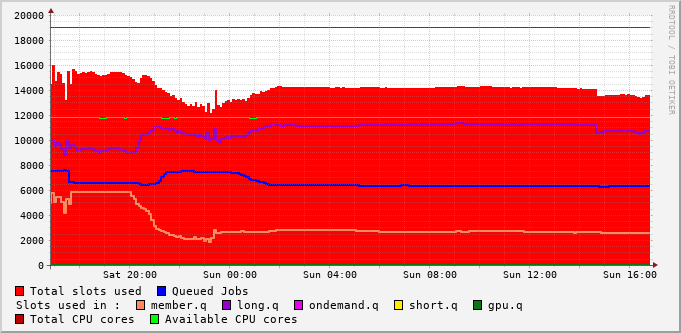 20000
18000
16000
14000
12000
10000
8000
6000
4000
2000
0
Sat 20:00 Sun 00:00 Sun 04:00 Sun 08:00 Sun 12:00 Sun 16:00
RRDTOOL / TOBI OETIKER
Total slots used Queued Jobs
Slots used in : member.q long.q ondemand.q short.q gpu.q
Total CPU cores Available CPU cores